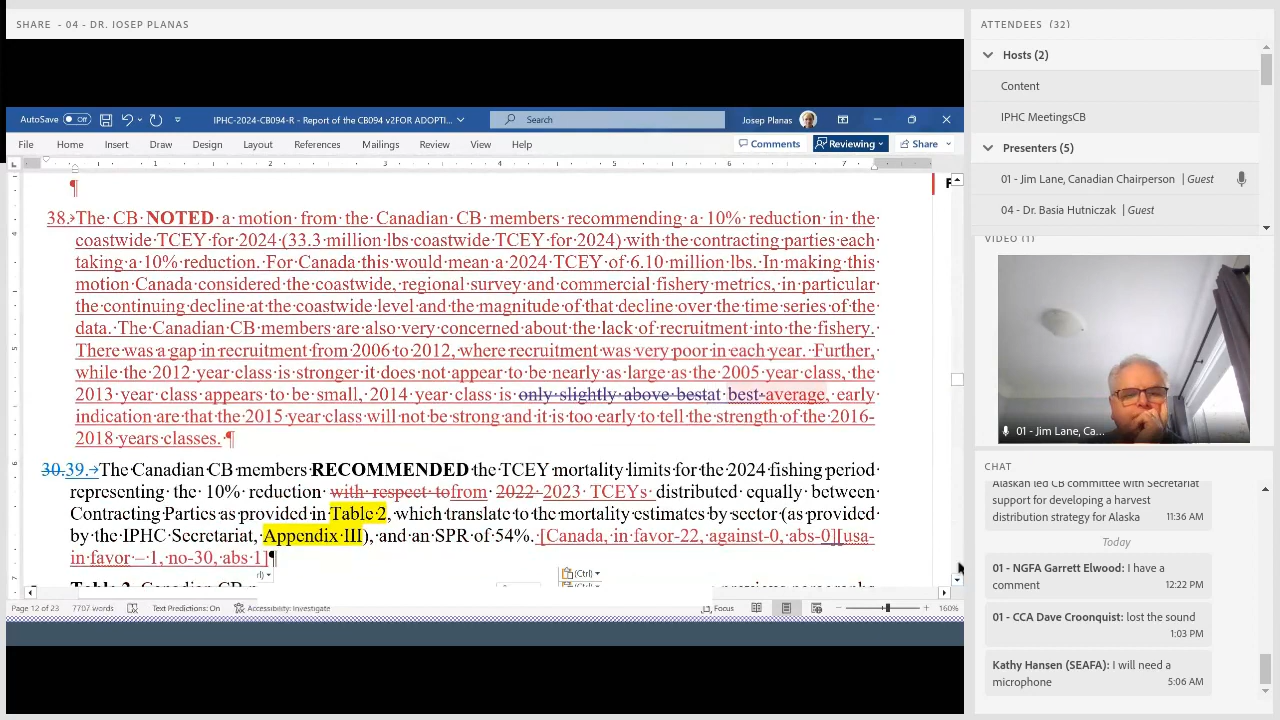 SHARE - 04 - DR. JOSEP PLANAS
AutoSave Off
IPHC-2024-CB094-R - Report of the CB094 v2FOR ADOPTI...
Search
Josep Planas
File Home Insert Draw Design Layout References Mailings Review View Help
Comments Reviewing Share
38. The CB NOTED a motion from the Canadian CB members recommending a 10% reduction in the
coastwide TCEY for 2024 (33.3 million lbs coastwide TCEY for 2024) with the contracting parties each
taking a 10% reduction. For Canada this would mean a 2024 TCEY of 6.10 million lbs. In making this
motion Canada considered the coastwide, regional survey and commercial fishery metrics, in particular
the continuing decline at the coastwide level and the magnitude of that decline over the time series of the
data. The Canadian CB members are also very concerned about the lack of recruitment into the fishery.
There was a gap in recruitment from 2006 to 2012, where recruitment was very poor in each year. Further,
while the 2012 year class is stronger it does not appear to be nearly as large as the 2005 year class, the
2013 year class appears to be small, 2014 year class is only slightly above bestat best average, early
indication are that the 2015 year class will not be strong and it is too early to tell the strength of the 2016-
2018 years classes. ¶
30.39. The Canadian CB members RECOMMENDED the TCEY mortality limits for the 2024 fishing period
representing the 10% reduction with respect tofrom 2022 2023 TCEYs distributed equally between
Contracting Parties as provided in Table 2, which translate to the mortality estimates by sector (as provided
by the IPHC Secretariat, Appendix III), and an SPR of 54%. [Canada, in favor-22, against-0, abs-0][usa-
in favor –1, no-30, abs 1]¶
(Ctrl)
Page 12 of 23 7707 words Text Predictions: On Accessibility: Investigate Focus 160%
ATTENDEES (32)
Hosts (2)
Content
IPHC MeetingsCB
Presenters (5)
01 - Jim Lane, Canadian Chairperson | Guest
04 - Dr. Basia Hutniczak | Guest
VIDEO (1)
01 - Jim Lane, Ca...
CHAT
Alaskan led CB committee with Secretariat
support for developing a harvest
distribution strategy for Alaska
11:36 AM
Today
01 - NGFA Garrett Elwood: I have a
comment
12:22 PM
01 - CCA Dave Croonquist: lost the sound
1:03 PM
Kathy Hansen (SEAFA): I will need a
microphone
5:06 AM